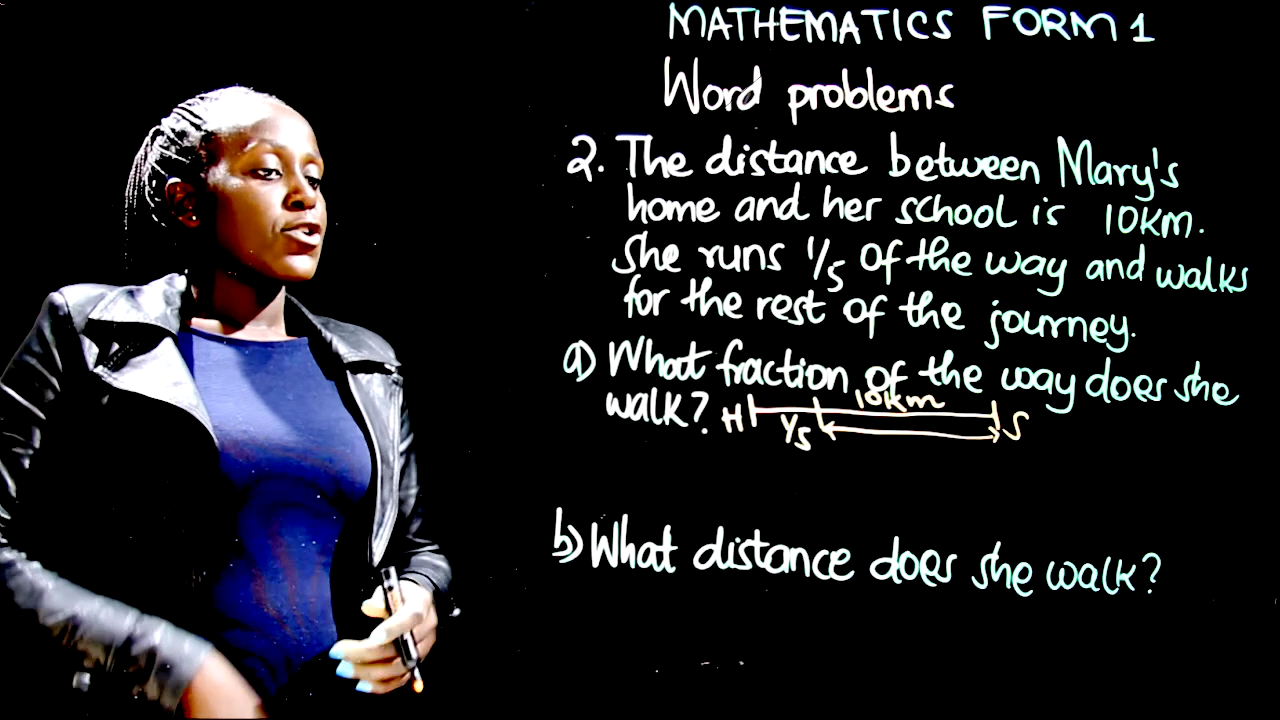 MATHEMATICS FORM 1
Word problems
2. The distance between Mary's
home and her school is 10km.
She runs 1/5 of the way and walks
for the rest of the journey.
a) What fraction of the way does she
walk?
10km
H 1/5 S
b) What distance does she walk?